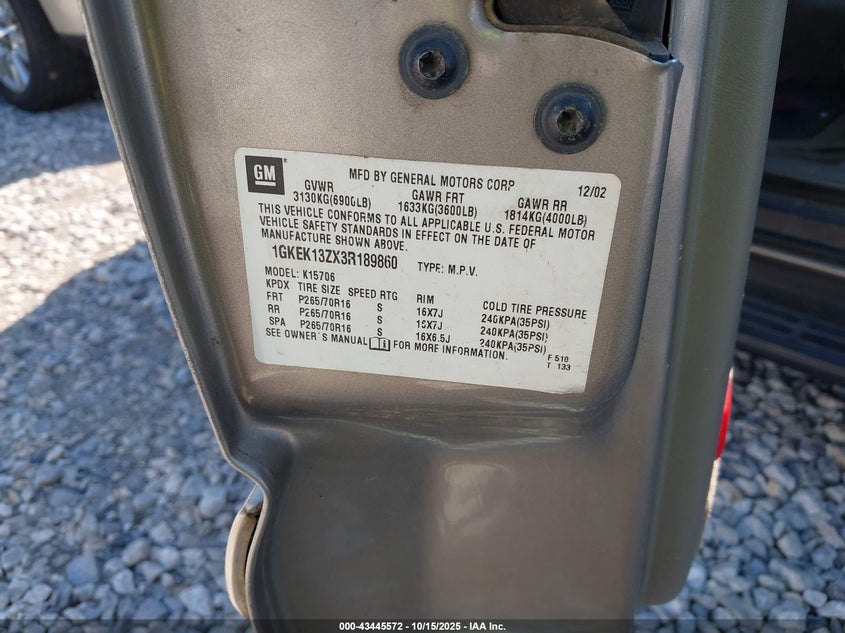 GM
MFD BY GENERAL MOTORS CORP 12/02
GVWR GAWR FRT GAWR RR
3130KG(6900LB) 1633KG(3600LB) 1814KG(4000LB)
THIS VEHICLE CONFORMS TO ALL APPLICABLE U.S. FEDERAL MOTOR
VEHICLE SAFETY STANDARDS IN EFFECT ON THE DATE OF
MANUFACTURE SHOWN ABOVE.
1GKEK13ZX3R189860 TYPE: M.P.V.
MODEL: K15706
KPDX TIRE SIZE SPEED RTG RIM COLD TIRE PRESSURE
FRT P265/70R16 S 16X7J 240KPA(35PSI)
RR P265/70R16 S 16X7J 240KPA(35PSI)
SPA P265/70R16 S 16X6.5J 240KPA(35PSI)
SEE OWNER'S MANUAL FOR MORE INFORMATION.
F 510
T 133
000-43445572 • 10/15/2025 • IAA Inc.